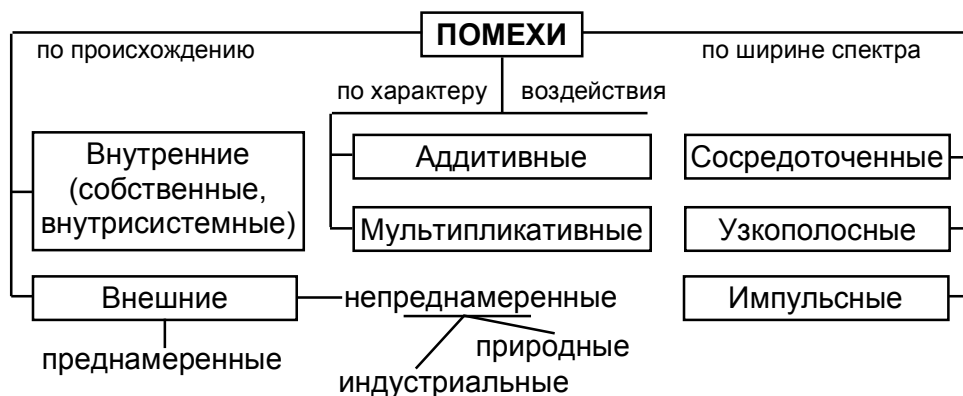 ПОМЕХИ
по происхождению
по ширине спектра
по характеру воздействия
Внутренние
(собственные,
внутрисистемные)
Аддитивные
Сосредоточенные
Мультипликативные
Узкополосные
Внешние
непреднамеренные
Импульсные
преднамеренные
природные
индустриальные